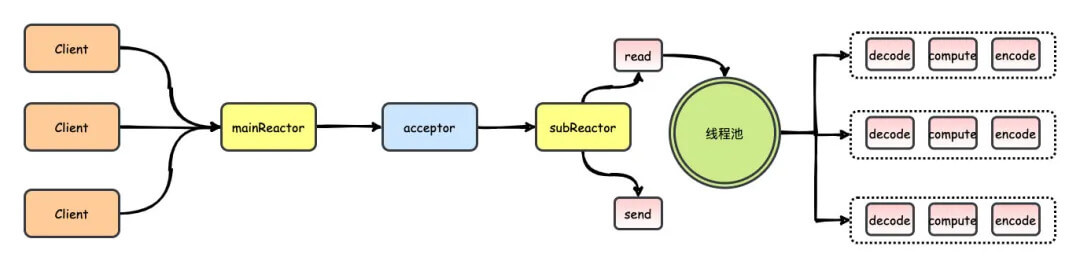 Client
Client
Client
mainReactor
acceptor
subReactor
read
send
线程池
decode compute encode
decode compute encode
decode compute encode